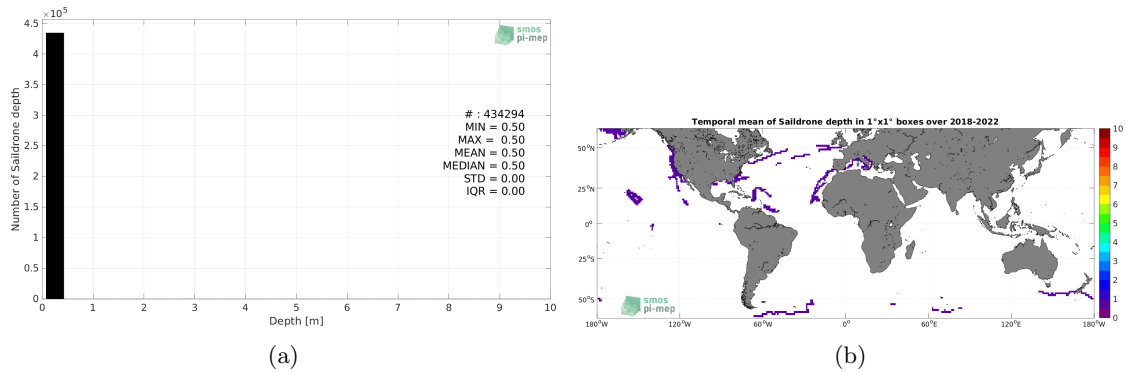 ×10⁵
4.5
4
3.5
3
2.5
2
1.5
1
0.5
0
Number of Saildrone depth
0 1 2 3 4 5 6 7 8 9 10
Depth [m]
smos
pi-mep
# : 434294
MIN = 0.50
MAX = 0.50
MEAN = 0.50
MEDIAN = 0.50
STD = 0.00
IQR = 0.00
(a)
Temporal mean of Saildrone depth in 1°x1° boxes over 2018-2022
50°N
25°N
0°
25°S
50°S
180°W 120°W 60°W 0°W 60°E 120°E 180°W
smos
pi-mep
10
9
8
7
6
5
4
3
2
1
0
(b)